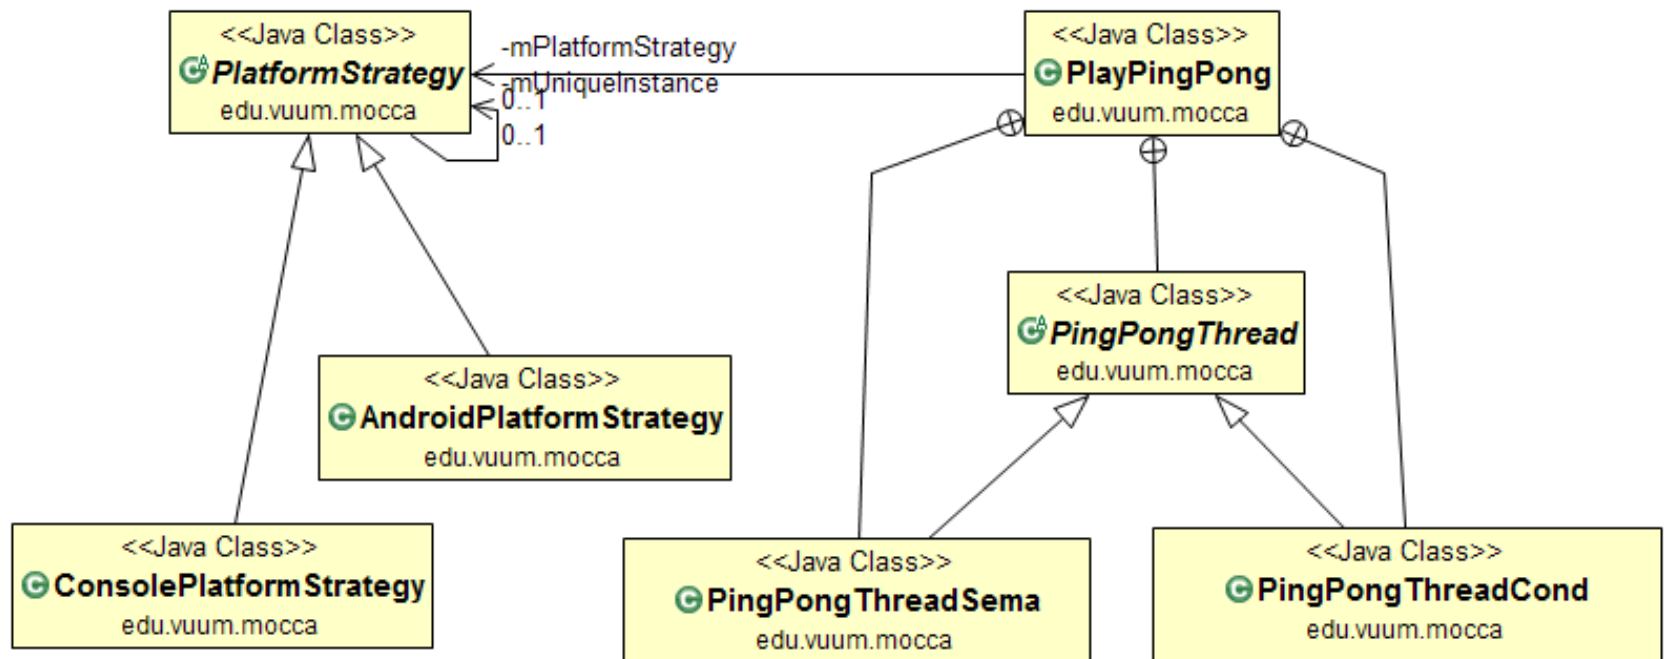 <<Java Class>>
PlatformStrategy
edu.vuum.mocca
-mPlatformStrategy
-mUniqueInstance
0..1
0..1
<<Java Class>>
PlayPingPong
edu.vuum.mocca
<<Java Class>>
PingPongThread
edu.vuum.mocca
<<Java Class>>
AndroidPlatformStrategy
edu.vuum.mocca
<<Java Class>>
ConsolePlatformStrategy
edu.vuum.mocca
<<Java Class>>
PingPongThreadSema
edu.vuum.mocca
<<Java Class>>
PingPongThreadCond
edu.vuum.mocca